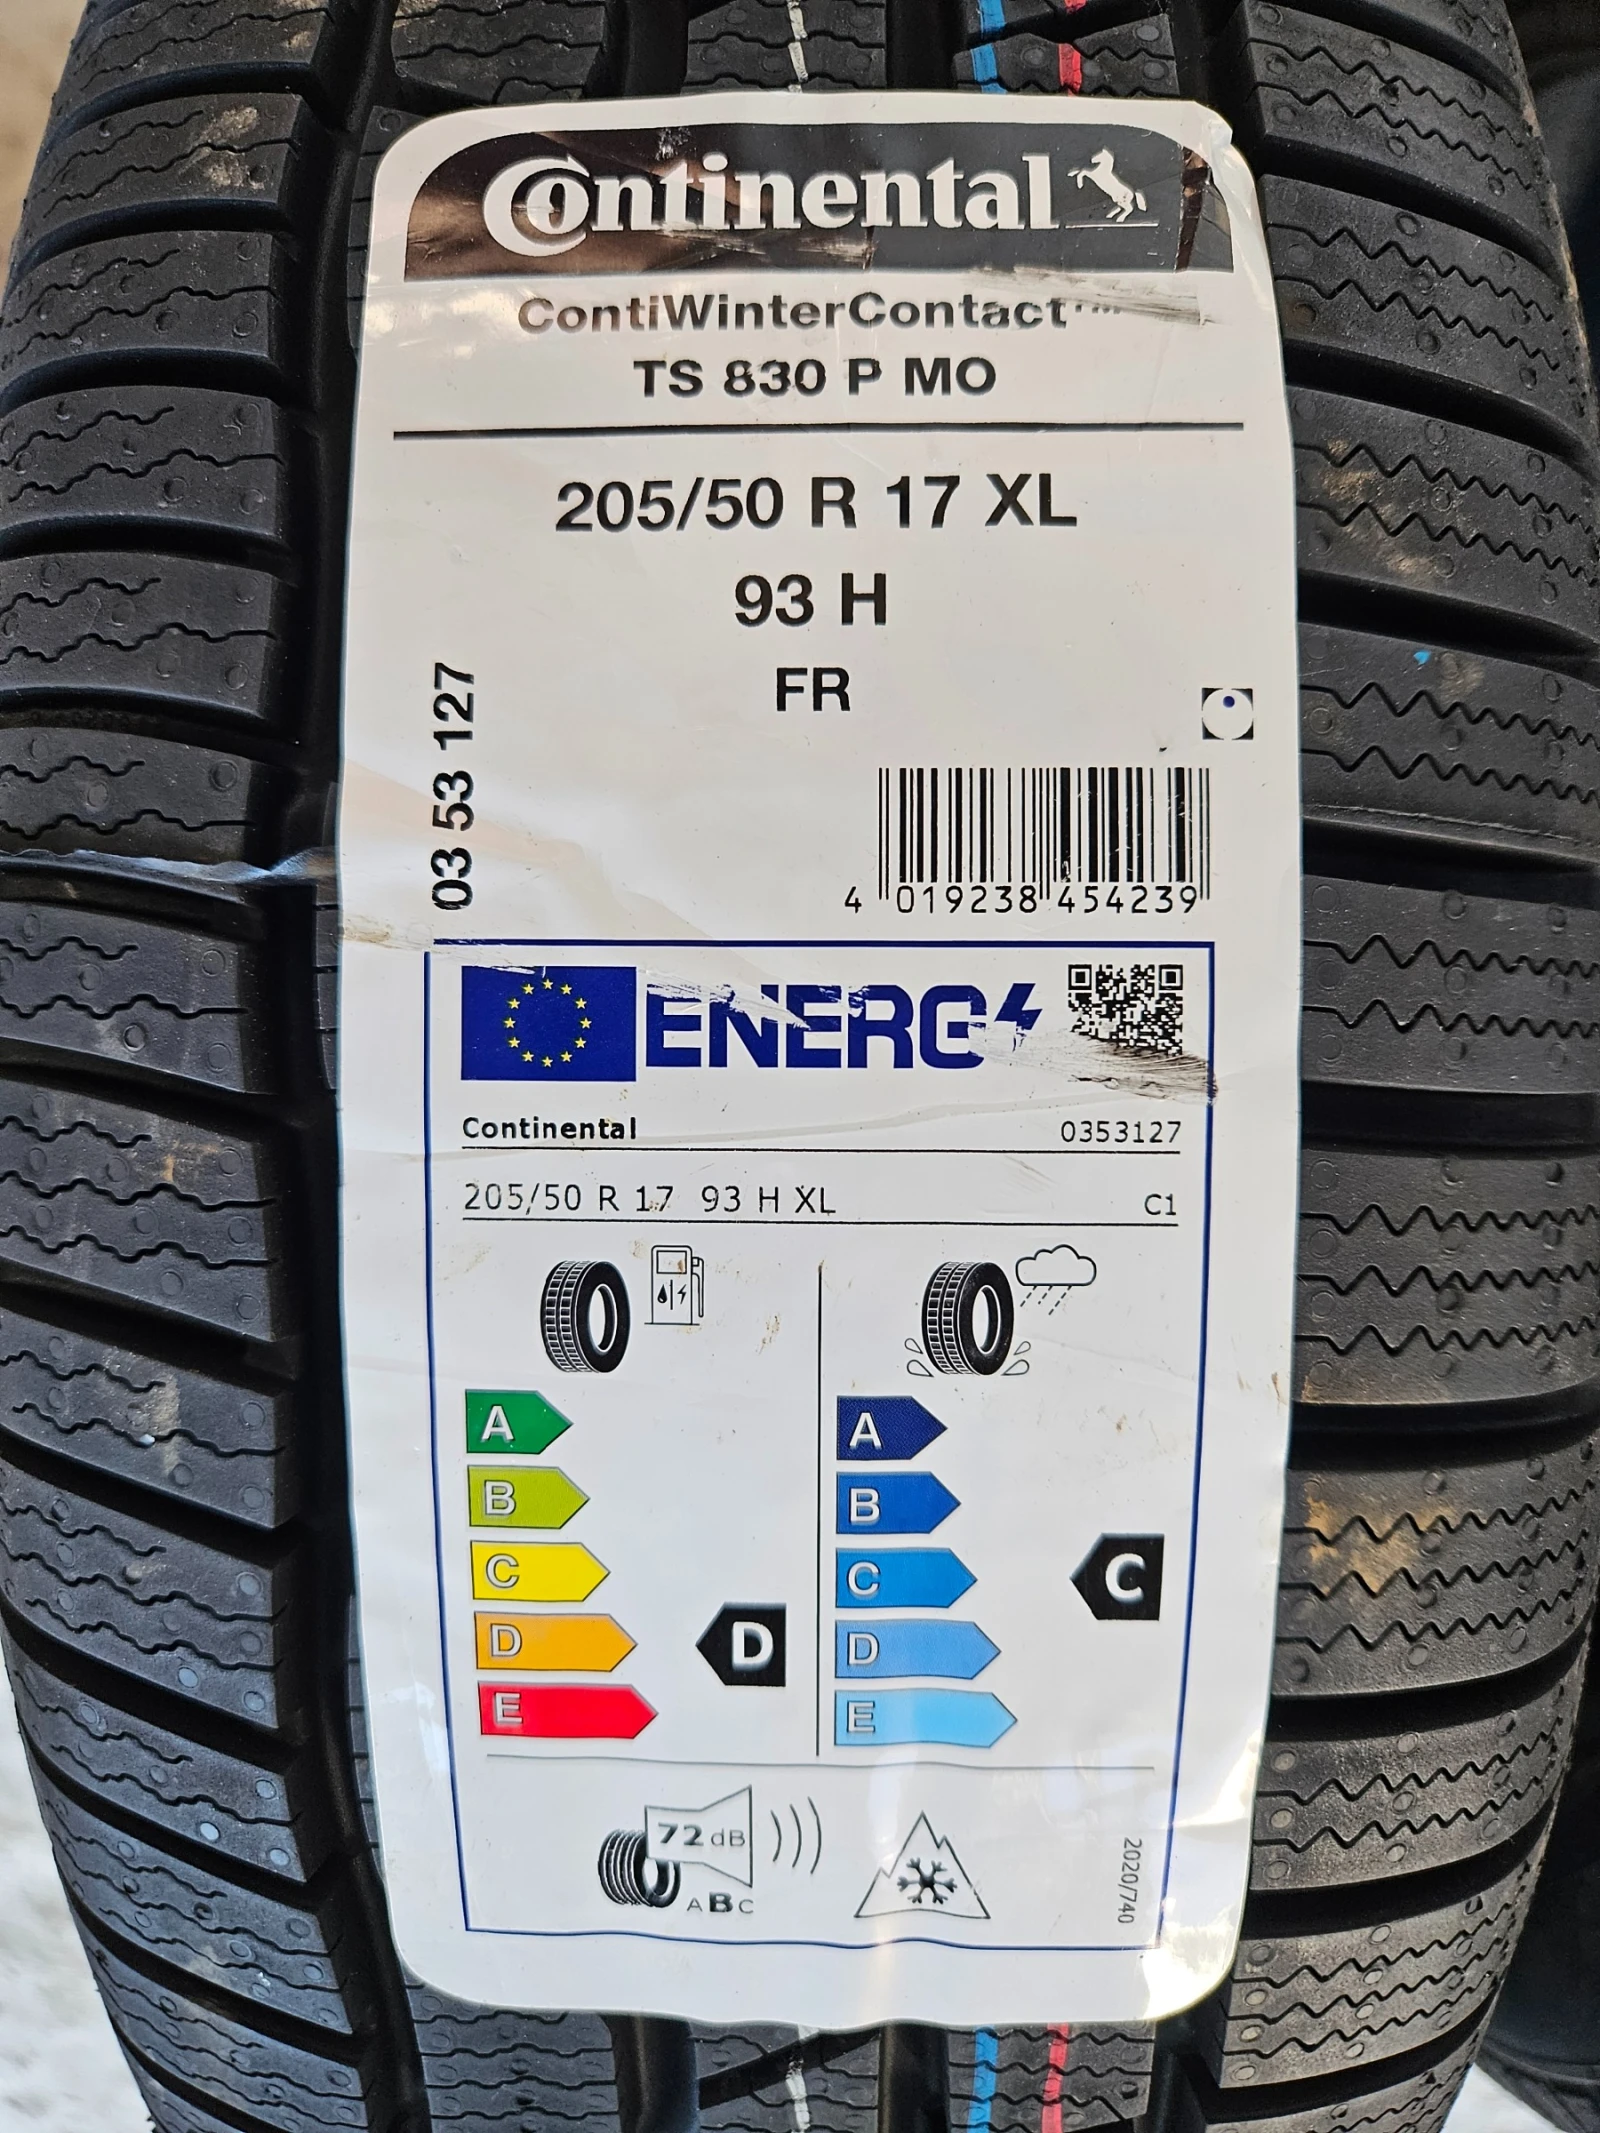 Continental
ContiWinterContact™
TS 830 P MO
205/50 R 17 XL
93 H
FR
03 53 127
4 019238 454239
ENERG
Continental 0353127
205/50 R 17 93 H XL C1
A A
B B
C C C
D D D
E E
72 dB
ABC
2020/740